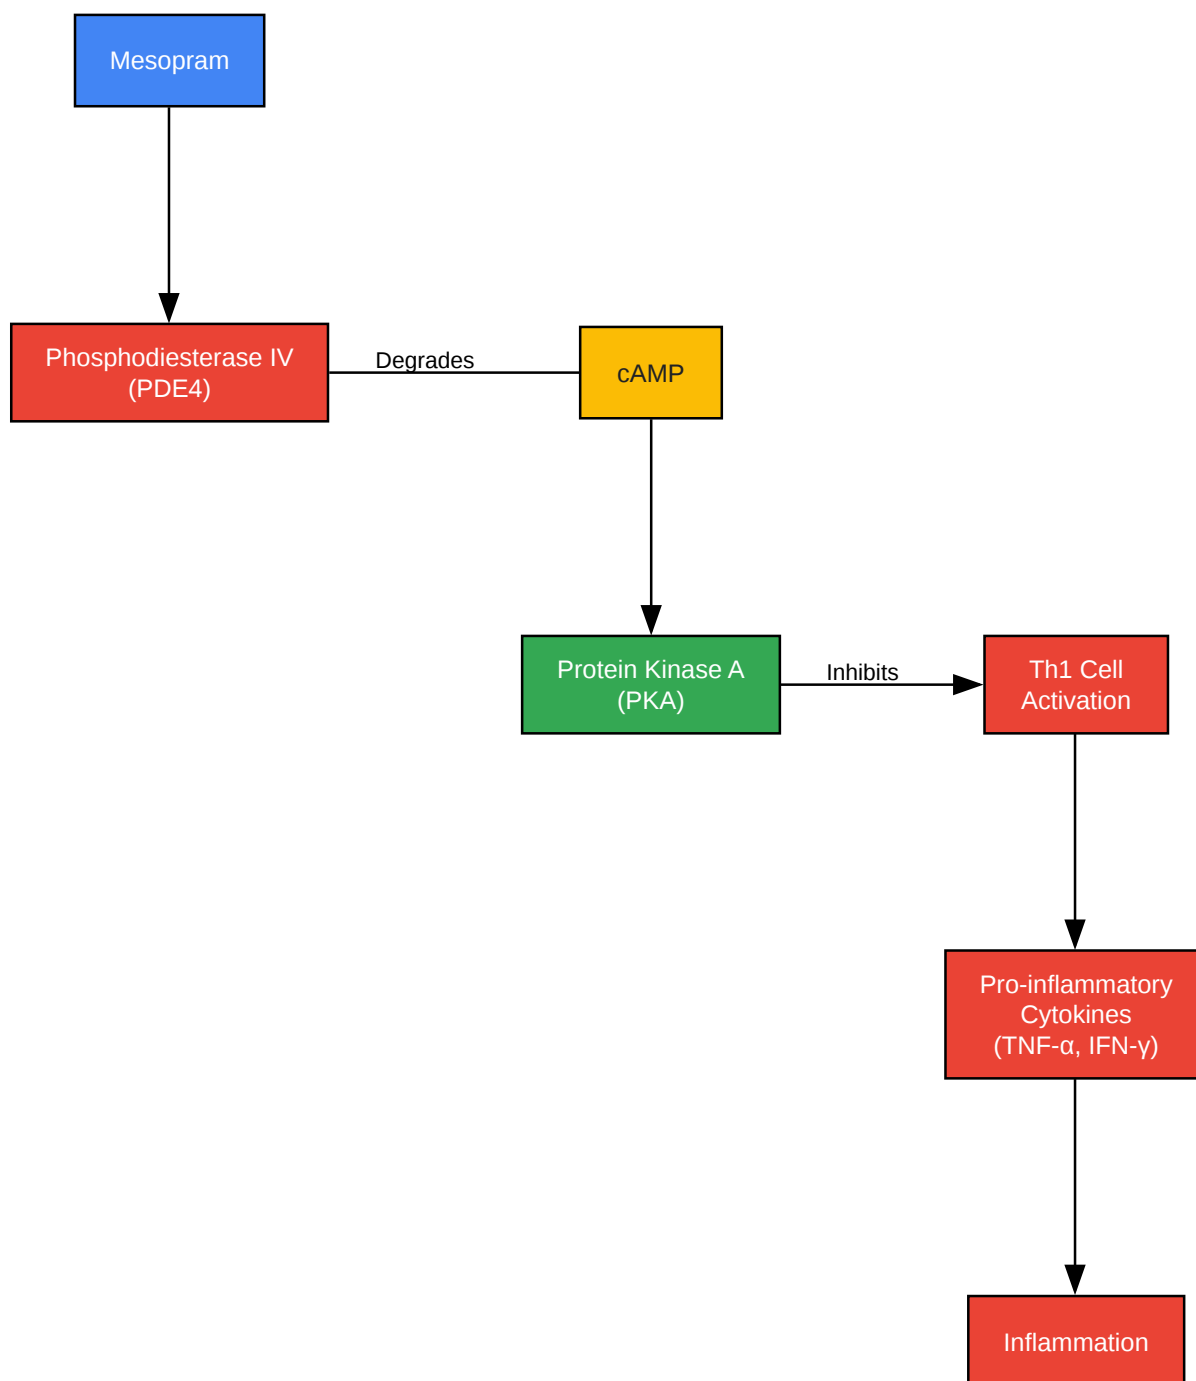 Mesopram
Phosphodiesterase IV
(PDE4)
Degrades
cAMP
Protein Kinase A
(PKA)
Inhibits
Th1 Cell
Activation
Pro-inflammatory
Cytokines
(TNF-α, IFN-γ)
Inflammation